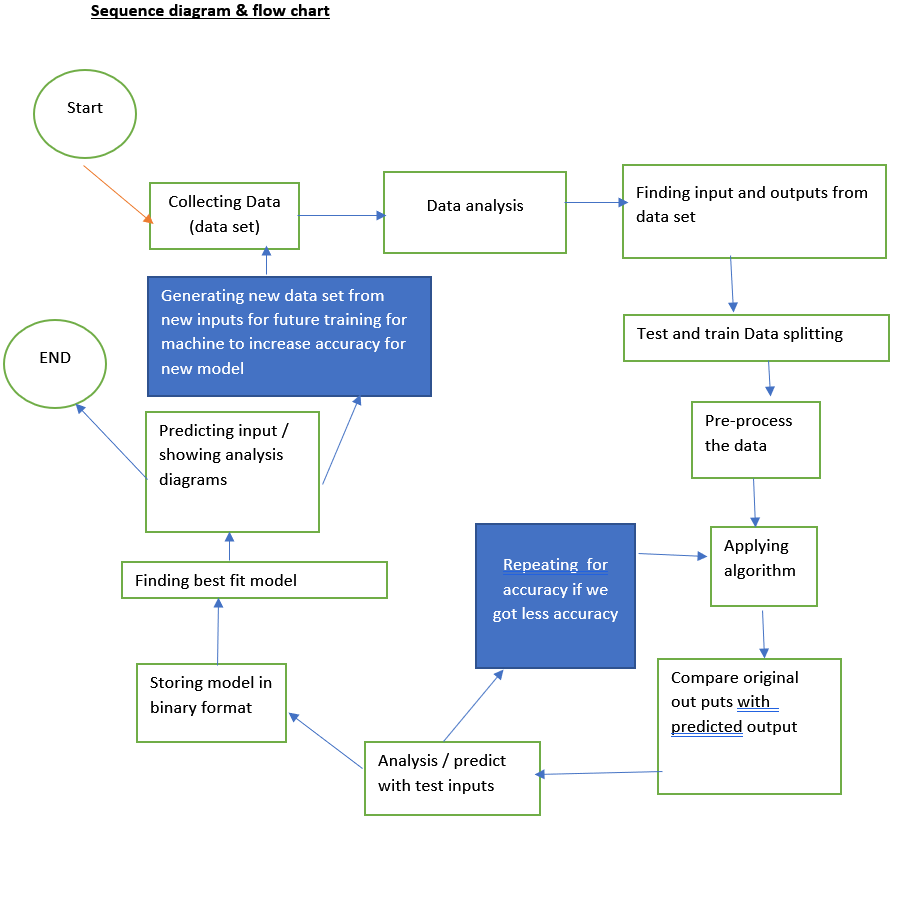 Sequence diagram & flow chart
Start
Collecting Data
(data set)
Data analysis
Finding input and outputs from
data set
Generating new data set from
new inputs for future training for
machine to increase accuracy for
new model
Test and train Data splitting
END
Pre-process
the data
Predicting input /
showing analysis
diagrams
Applying
algorithm
Repeating for
accuracy if we
got less accuracy
Finding best fit model
Compare original
out puts with
predicted output
Storing model in
binary format
Analysis / predict
with test inputs